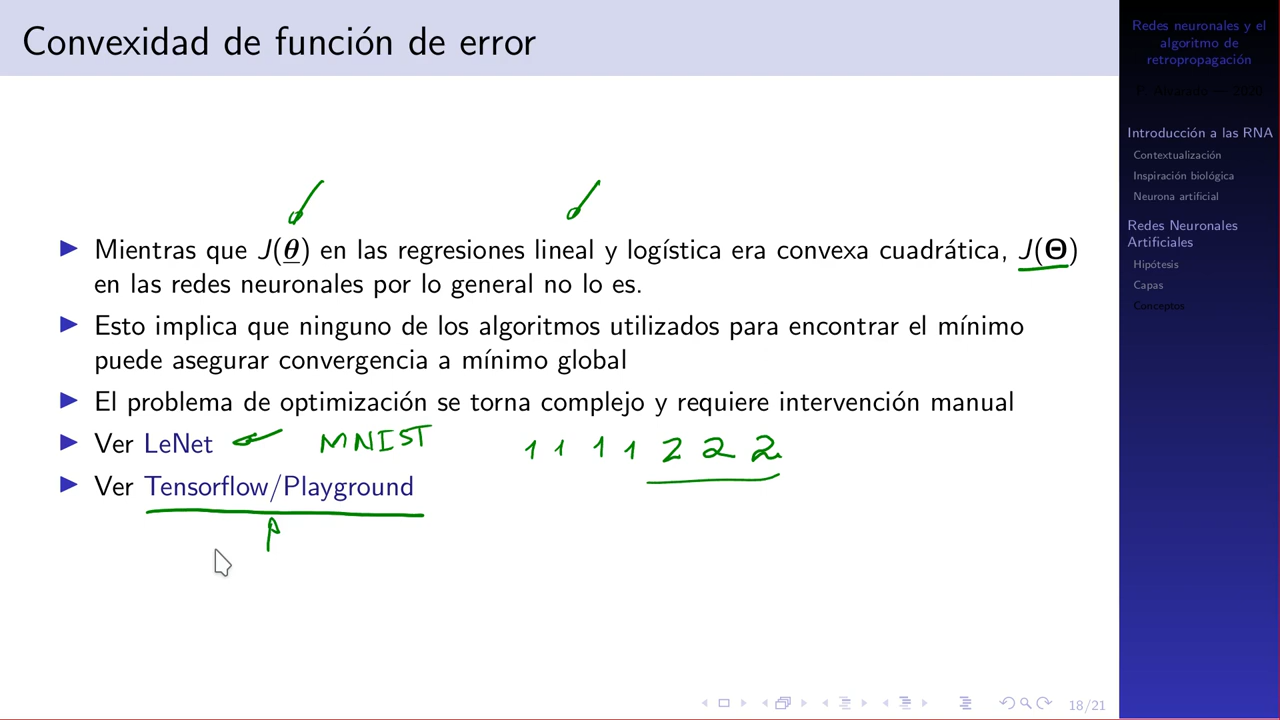 Convexidad de función de error
Mientras que J(θ) en las regresiones lineal y logística era convexa cuadrática, J(Θ)
en las redes neuronales por lo general no lo es.
Esto implica que ninguno de los algoritmos utilizados para encontrar el mínimo
puede asegurar convergencia a mínimo global
El problema de optimización se torna complejo y requiere intervención manual
Ver LeNet MNIST 1 1 1 1 2 2 2
Ver Tensorflow/Playground
18/21
Redes neuronales y el
algoritmo de
retropropagación
P. Alvarado — 2020
Introducción a las RNA
Contextualización
Inspiración biológica
Neurona artificial
Redes Neuronales
Artificiales
Hipótesis
Capas
Conceptos